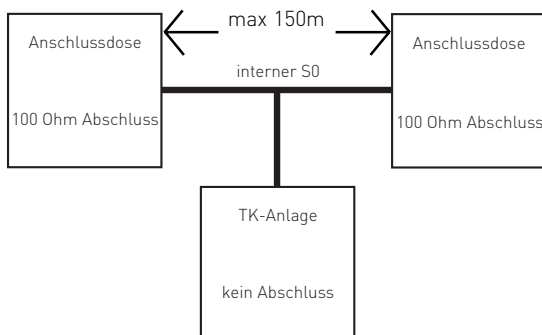 max 150m
Anschlussdose
100 Ohm Abschluss
interner S0
Anschlussdose
100 Ohm Abschluss
TK-Anlage
kein Abschluss